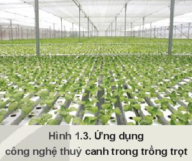 Hình 1.3. Ứng dụng
công nghệ thuỷ canh trong trồng trọt